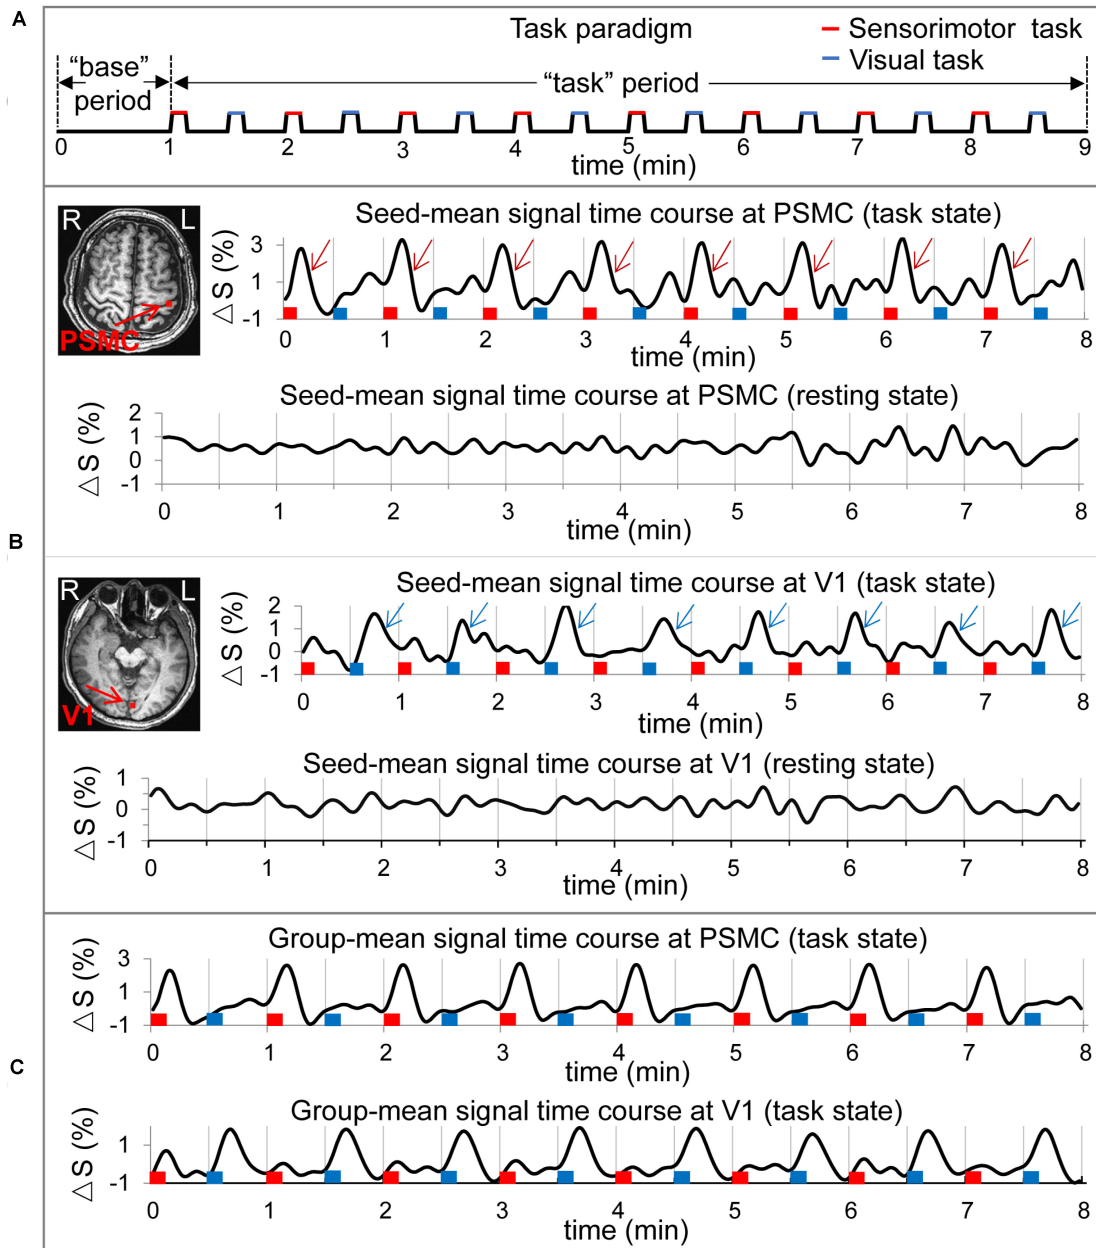 A
Task paradigm
Sensorimotor task
Visual task
"base"
period
"task" period
0 1 2 3 4 5 6 7 8 9
time (min)
B
R L
PSMC
Seed-mean signal time course at PSMC (task state)
△S (%)
3
1
-1
0 1 2 3 4 5 6 7 8
time (min)
Seed-mean signal time course at PSMC (resting state)
△S (%)
2
1
0
-1
0 1 2 3 4 5 6 7 8
time (min)
R L
V1
Seed-mean signal time course at V1 (task state)
△S (%)
2
1
0
-1
1 2 3 4 5 6 7 8
time (min)
Seed-mean signal time course at V1 (resting state)
△S (%)
1
0
-1
0 1 2 3 4 5 6 7 8
time (min)
C
Group-mean signal time course at PSMC (task state)
△S (%)
3
1
-1
0 1 2 3 4 5 6 7 8
time (min)
Group-mean signal time course at V1 (task state)
△S (%)
1
-1
0 1 2 3 4 5 6 7 8
time (min)